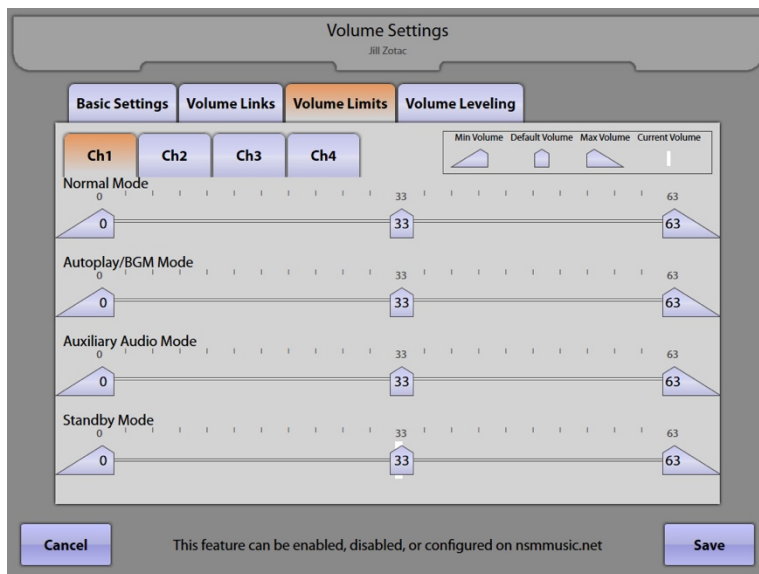 Volume Settings
Jill Zotac
Basic Settings Volume Links Volume Limits Volume Leveling
Ch1 Ch2 Ch3 Ch4
Min Volume Default Volume Max Volume Current Volume
Normal Mode
0 33 63
0 33 63
Autoplay/BGM Mode
0 33 63
0 33 63
Auxiliary Audio Mode
0 33 63
0 33 63
Standby Mode
0 33 63
0 33 63
Cancel This feature can be enabled, disabled, or configured on nsmmusic.net Save